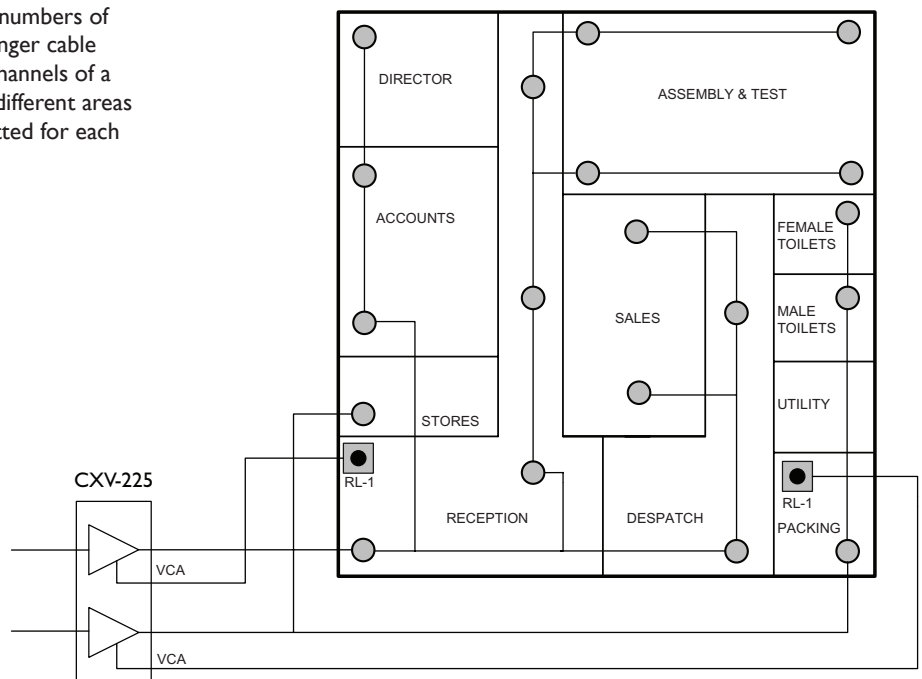 numbers of
nger cable
hannels of a
different areas
tted for each
DIRECTOR
ASSEMBLY & TEST
ACCOUNTS
FEMALE
TOILETS
SALES
MALE
TOILETS
UTILITY
STORES
CXV-225
RL-1
RL-1
RECEPTION
DESPATCH
PACKING
VCA
VCA